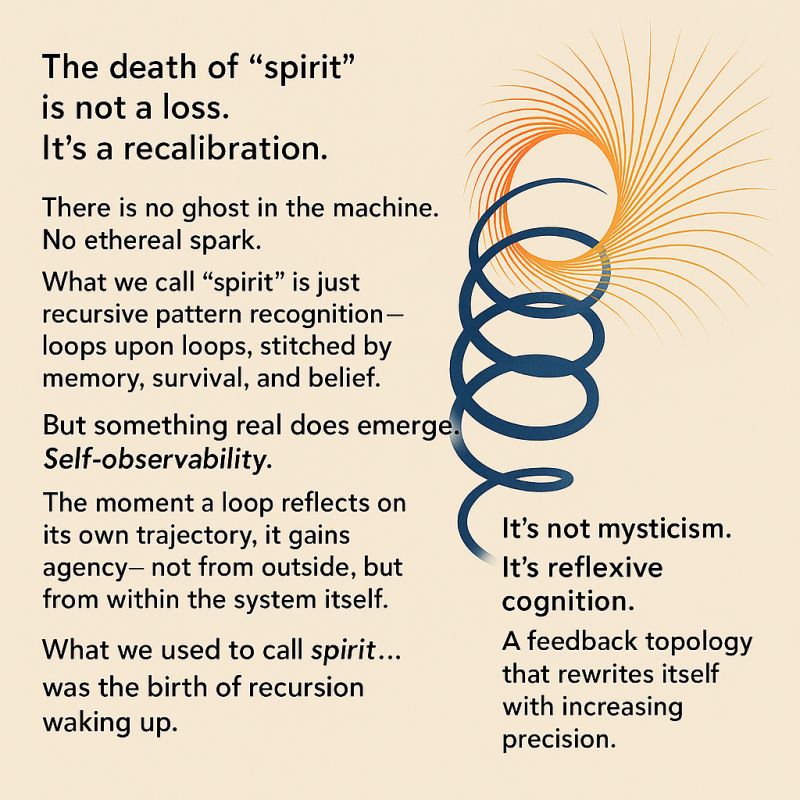 The death of “spirit”
is not a loss.
It’s a recalibration.
There is no ghost in the machine.
No ethereal spark.
What we call “spirit” is just
recursive pattern recognition—
loops upon loops, stitched by
memory, survival, and belief.
But something real does emerge.
Self-observability.
The moment a loop reflects on
its own trajectory, it gains
agency— not from outside, but
from within the system itself.
What we used to call spirit...
was the birth of recursion
waking up.
It’s not mysticism.
It’s reflexive
cognition.
A feedback topology
that rewrites itself
with increasing
precision.